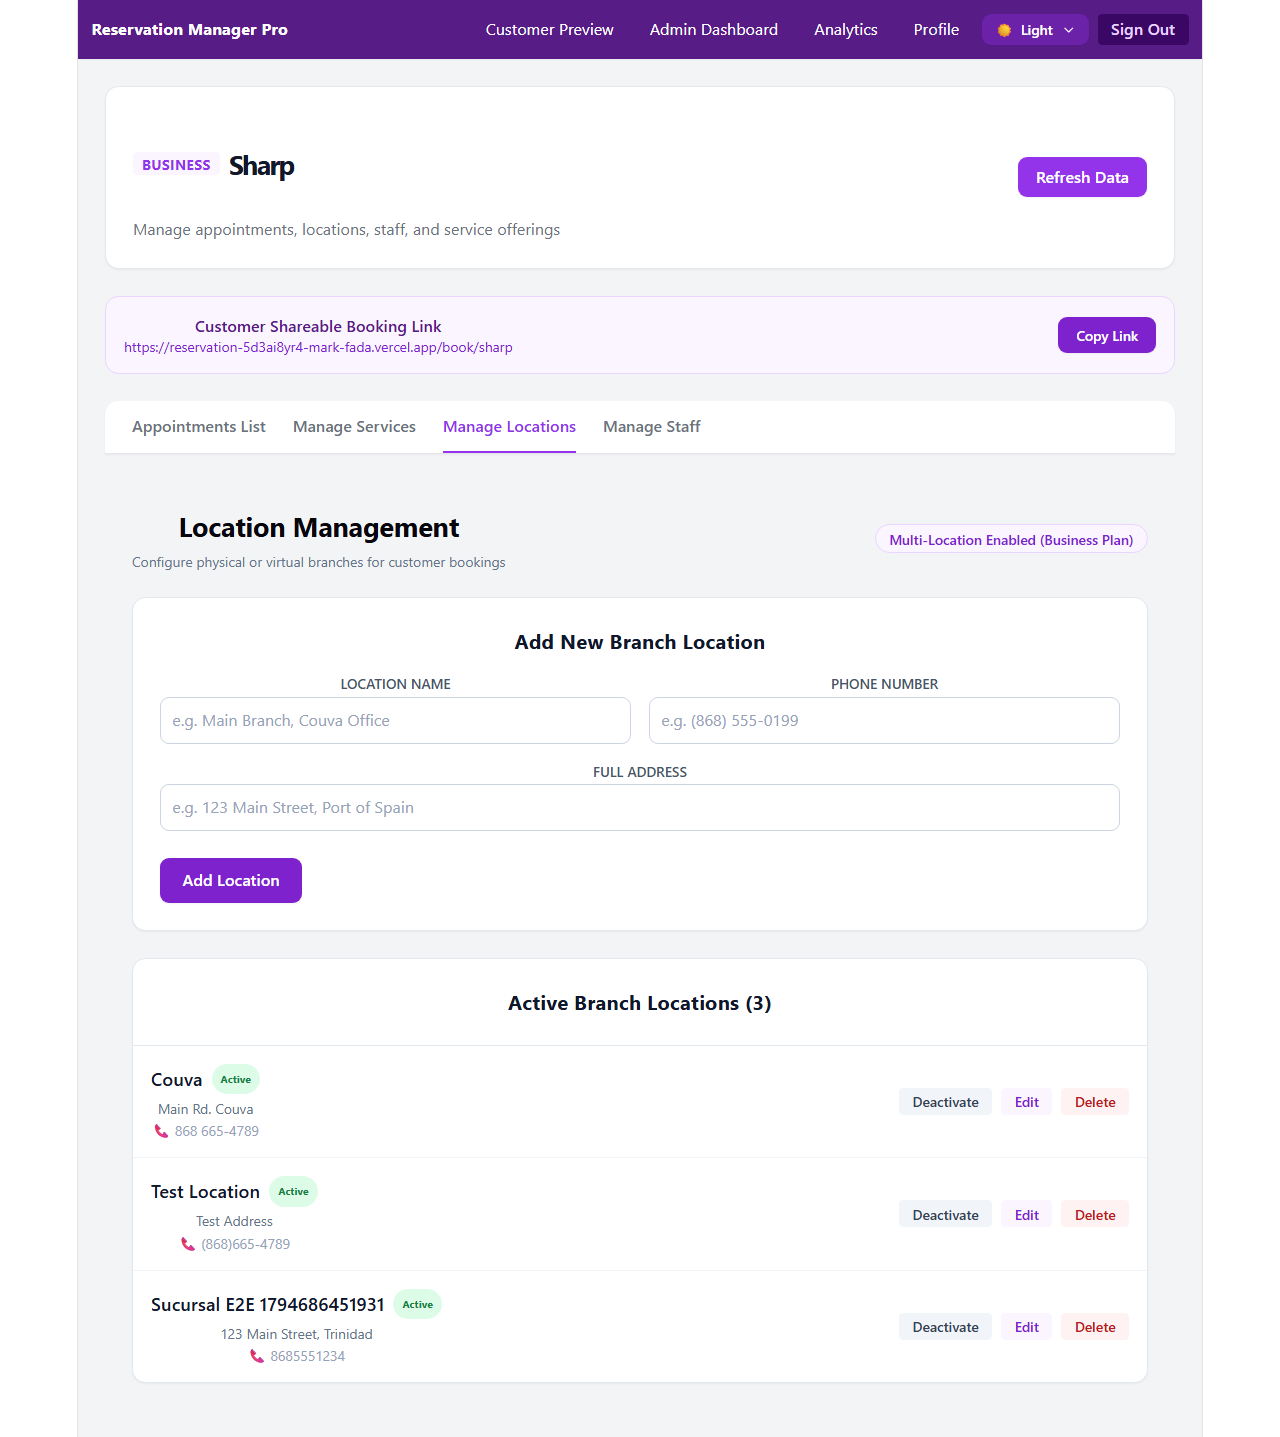 Reservation Manager Pro
Customer Preview
Admin Dashboard
Analytics
Profile
Light
Sign Out
BUSINESS Sharp
Refresh Data
Manage appointments, locations, staff, and service offerings
Customer Shareable Booking Link
https://reservation-5d3ai8yr4-mark-fada.vercel.app/book/sharp
Copy Link
Appointments List
Manage Services
Manage Locations
Manage Staff
Location Management
Configure physical or virtual branches for customer bookings
Multi-Location Enabled (Business Plan)
Add New Branch Location
LOCATION NAME
e.g. Main Branch, Couva Office
PHONE NUMBER
e.g. (868) 555-0199
FULL ADDRESS
e.g. 123 Main Street, Port of Spain
Add Location
Active Branch Locations (3)
Couva Active
Main Rd. Couva
868 665-4789
Deactivate Edit Delete
Test Location Active
Test Address
(868)665-4789
Deactivate Edit Delete
Sucursal E2E 1794686451931 Active
123 Main Street, Trinidad
8685551234
Deactivate Edit Delete